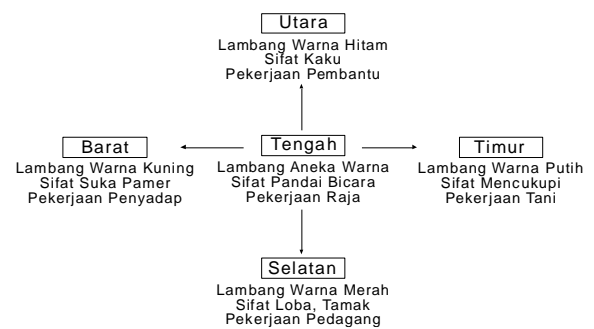 Utara
Lambang Warna Hitam
Sifat Kaku
Pekerjaan Pembantu
Barat
Lambang Warna Kuning
Sifat Suka Pamer
Pekerjaan Penyadap
Tengah
Lambang Aneka Warna
Sifat Pandai Bicara
Pekerjaan Raja
Timur
Lambang Warna Putih
Sifat Mencukupi
Pekerjaan Tani
Selatan
Lambang Warna Merah
Sifat Loba, Tamak
Pekerjaan Pedagang